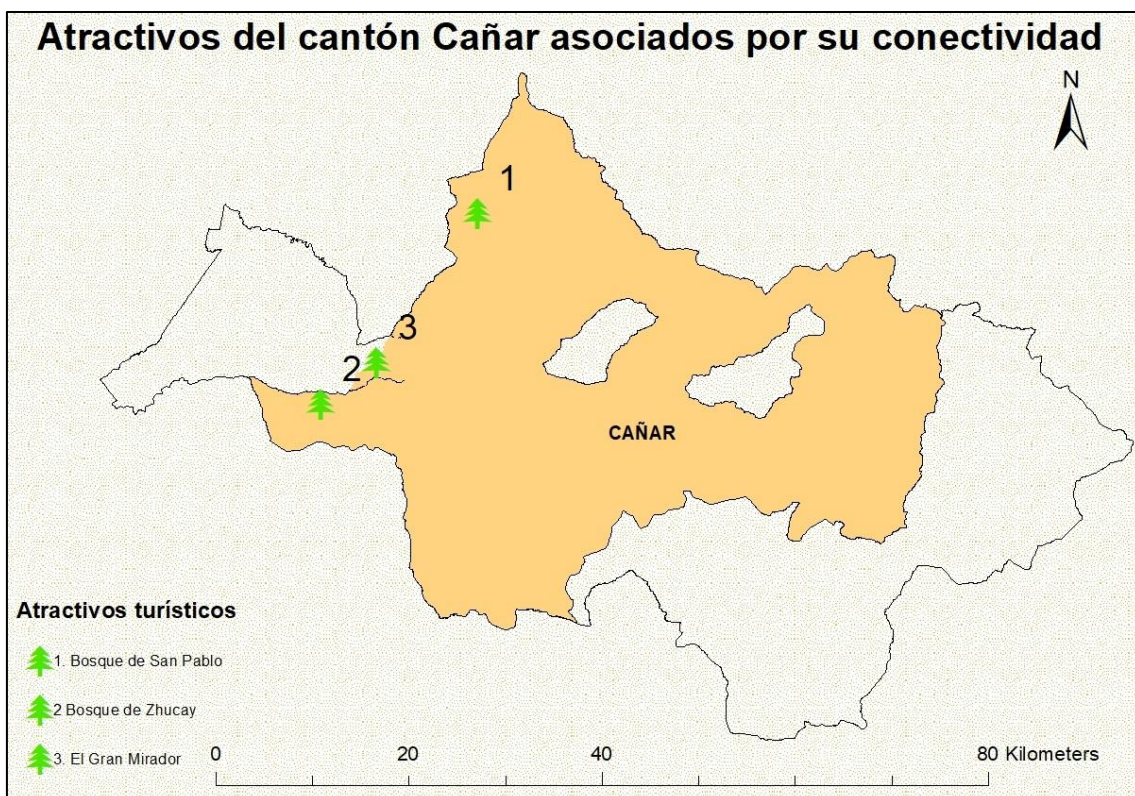 Atractivos del cantón Cañar asociados por su conectividad
N
1
3
2
CAÑAR
Atractivos turísticos
1. Bosque de San Pablo
2 Bosque de Zhucay
3. El Gran Mirador
0 20 40 80 Kilometers